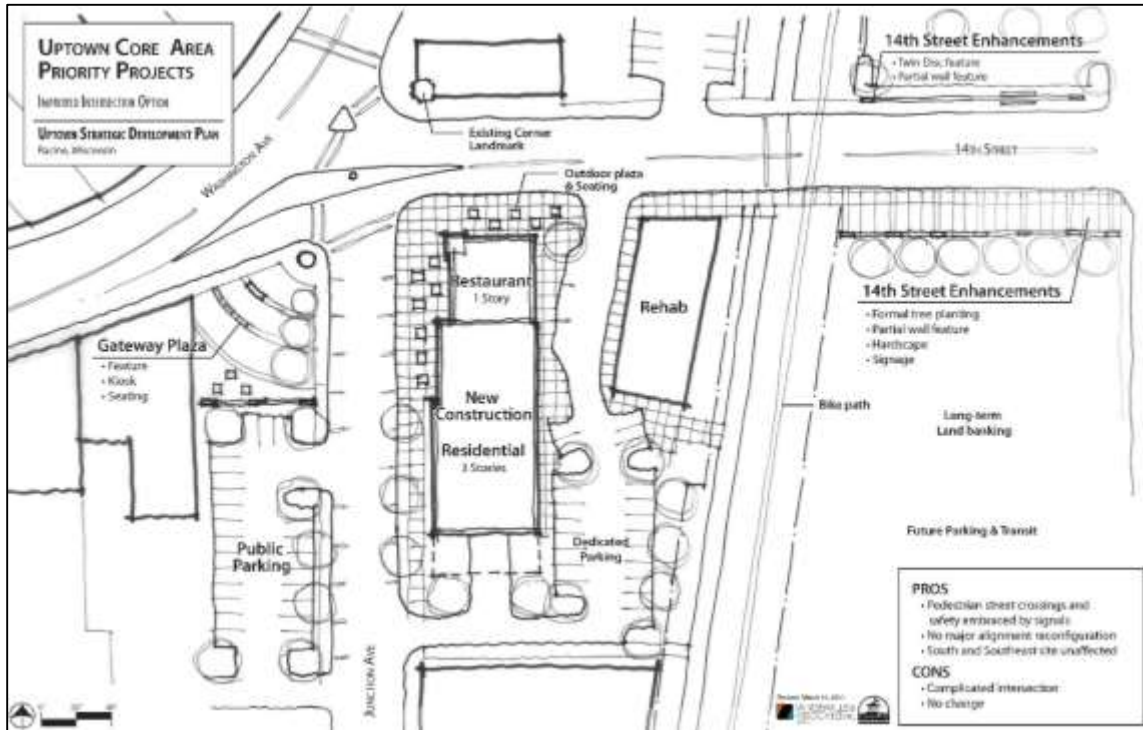 UPTOWN CORE AREA
PRIORITY PROJECTS
IMPROVED INTERSECTION OPTION
UPTOWN STRATEGIC DEVELOPMENT PLAN
Racine, Wisconsin
WASHINGTON AVE
Existing Corner
Landmark
14th Street Enhancements
• Twin Disc feature
• Partial wall feature
14TH STREET
Outdoor plaza
& Seating
Restaurant
1 Story
Rehab
14th Street Enhancements
• Formal tree planting
• Partial wall feature
• Hardscape
• Signage
Gateway Plaza
• Feature
• Kiosk
• Seating
New
Construction
Residential
3 Stories
Bike path
Long-term
Land banking
Public
Parking
Dedicated
Parking
Future Parking & Transit
JUNCTION AVE
PROS
• Pedestrian street crossings and
safety embraced by signals
• No major alignment reconfiguration
• South and Southeast site unaffected
CONS
• Complicated intersection
• No change